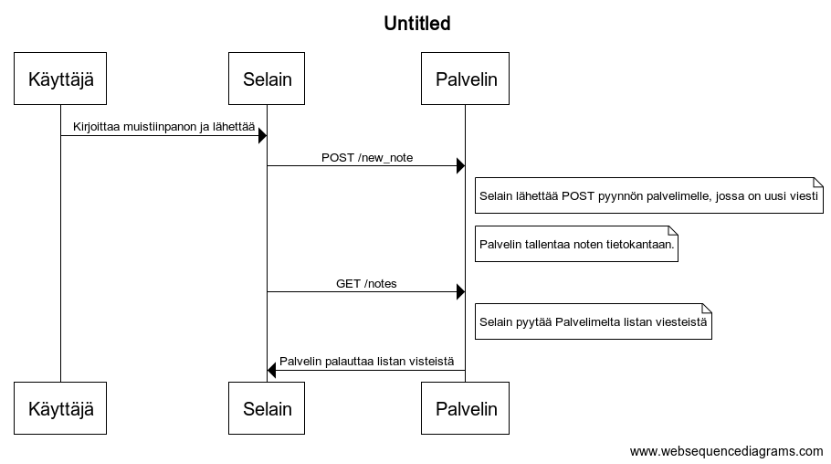 Untitled
Käyttäjä
Selain
Palvelin
Kirjoittaa muistiinpanon ja lähettää
POST /new_note
Selain lähettää POST pyynnön palvelimelle, jossa on uusi viesti
Palvelin tallentaa noten tietokantaan.
GET /notes
Selain pyytää Palvelimelta listan viesteistä
Palvelin palauttaa listan visteistä
Käyttäjä
Selain
Palvelin
www.websequencediagrams.com